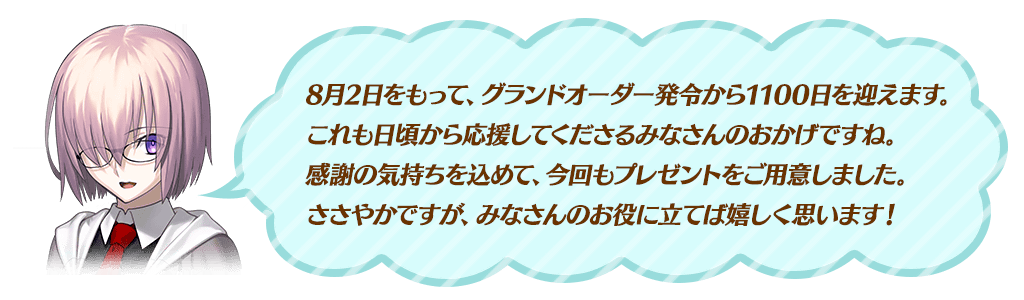 8月2日をもって、グランドオーダー発令から1100日を迎えます。
これも日頃から応援してくださるみなさんのおかげですね。
感謝の気持ちを込めて、今回もプレゼントをご用意しました。
ささやかですが、みなさんのお役に立てば嬉しく思います！